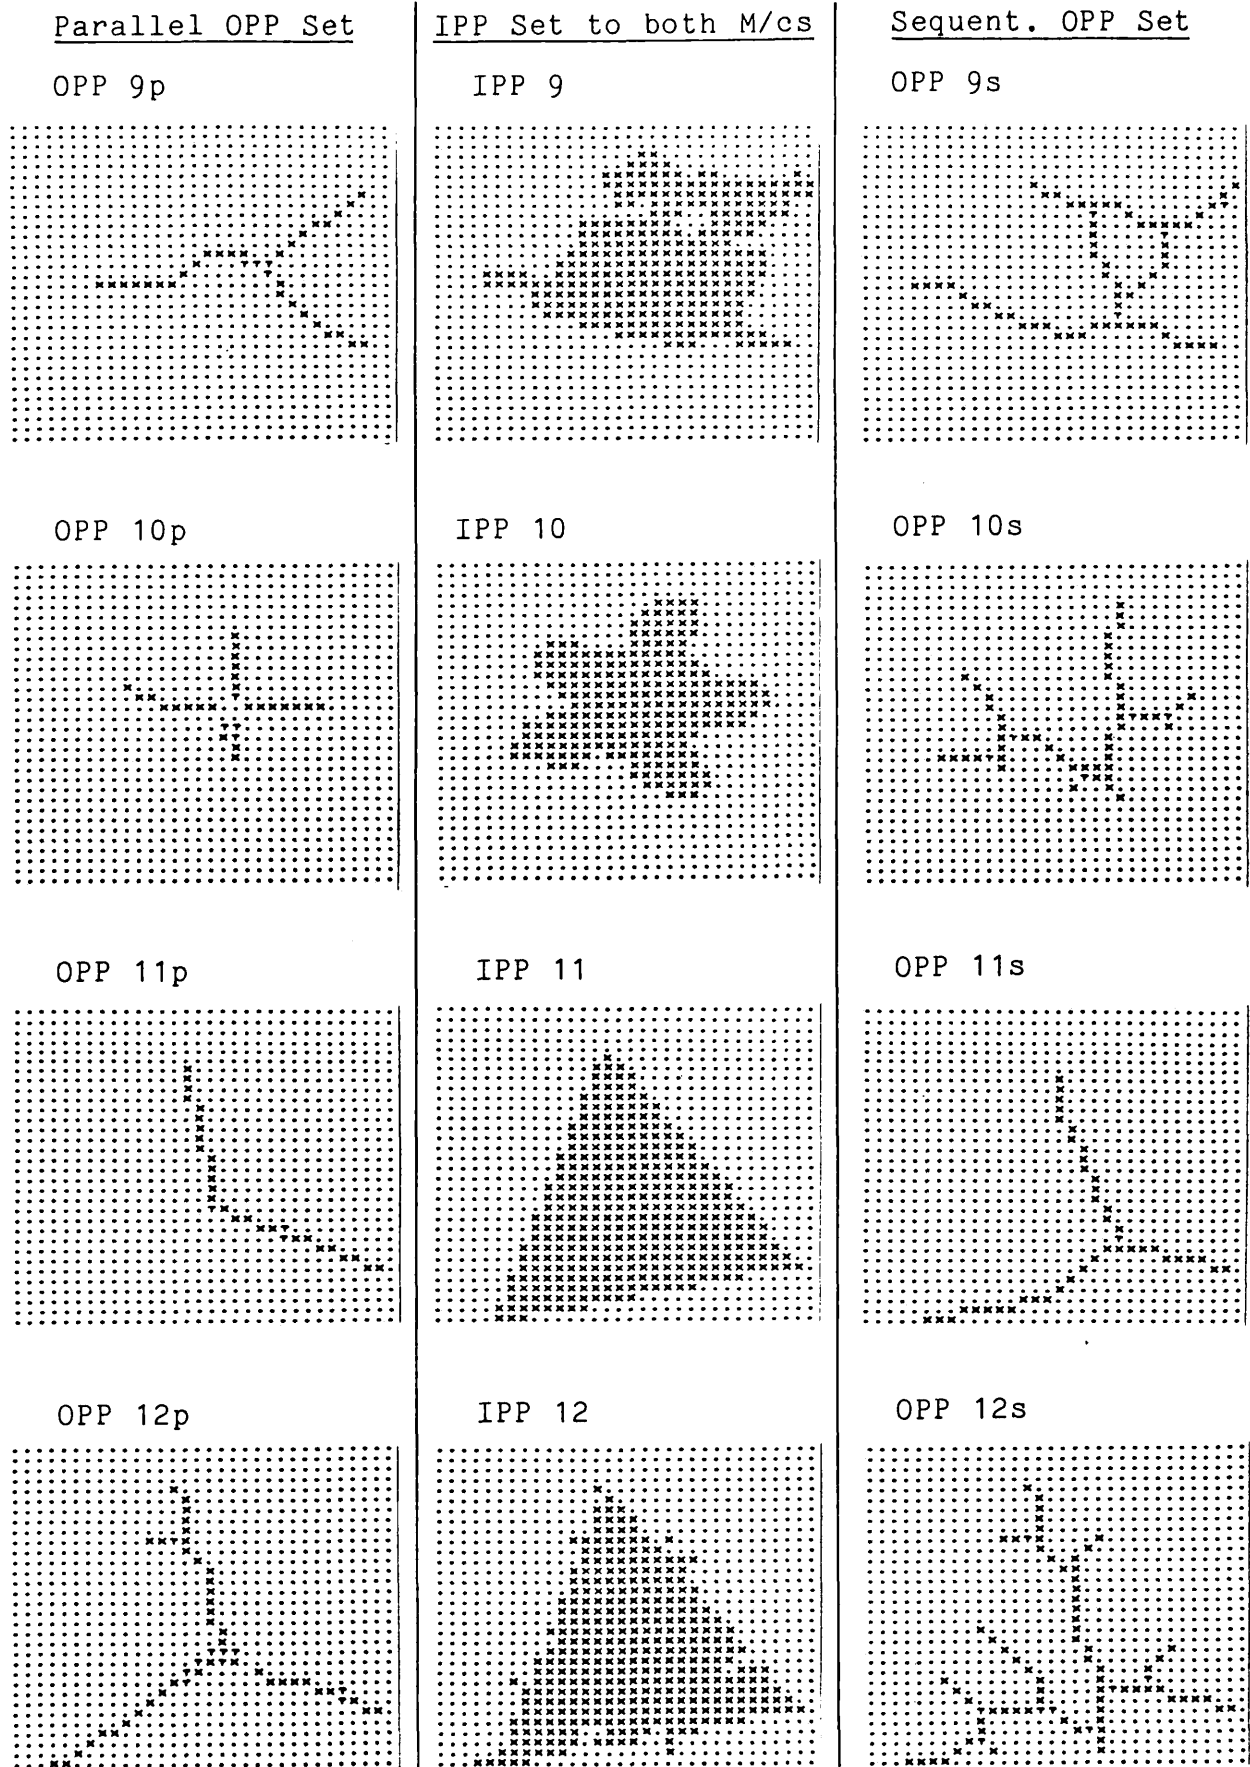 Parallel OPP Set
IPP Set to both M/cs
Sequent. OPP Set
OPP 9p
IPP 9
OPP 9s
OPP 10p
IPP 10
OPP 10s
OPP 11p
IPP 11
OPP 11s
OPP 12p
IPP 12
OPP 12s